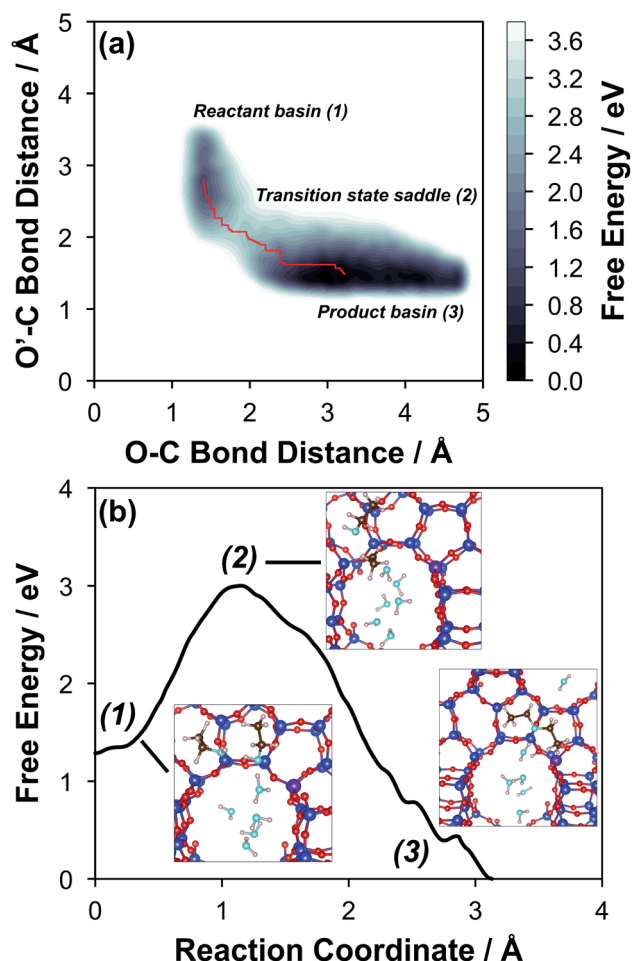 (a)
Reactant basin (1)
Transition state saddle (2)
Product basin (3)
O'-C Bond Distance / Å
5
4
3
2
1
0
0 1 2 3 4 5
O-C Bond Distance / Å
3.6
3.2
2.8
2.4
2.0
1.6
1.2
0.8
0.4
0.0
Free Energy / eV
(b)
(2)
(1)
(3)
Free Energy / eV
4
3
2
1
0
0 1 2 3 4
Reaction Coordinate / Å